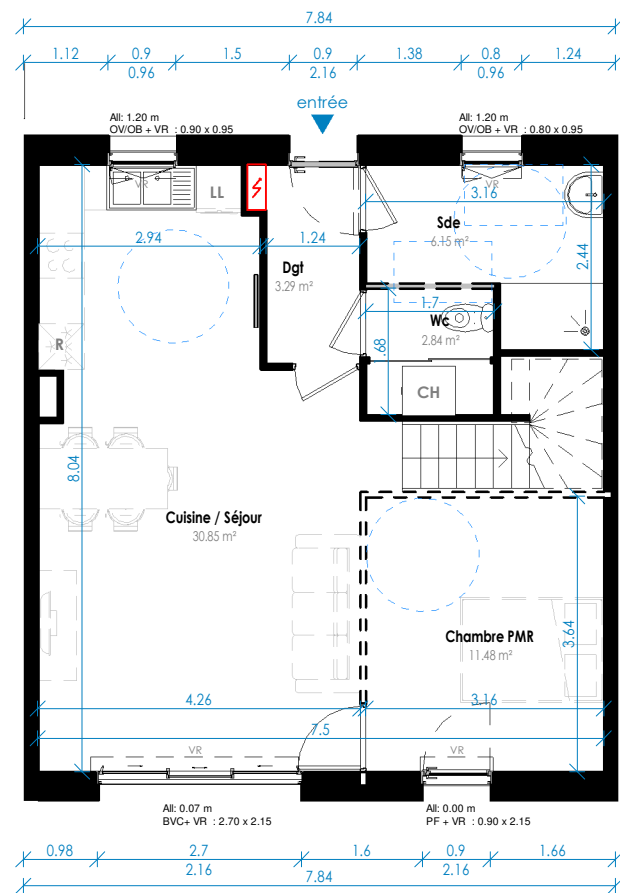 7.84
1.12 0.9 1.5 0.9 1.38 0.8 1.24
0.96 2.16 0.96
entrée
All: 1.20 m
OV/OB + VR : 0.90 x 0.95
All: 1.20 m
OV/OB + VR : 0.80 x 0.95
VR
VR
LL
3.16
Sde
6.15 m²
2.94
1.24
2.44
Dgt
3.29 m²
1.7
Wc
2.84 m²
R
.68
CH
8.04
Cuisine / Séjour
30.85 m²
Chambre PMR
11.48 m²
3.64
4.26
3.16
7.5
VR
VR
All: 0.07 m
BVC+ VR : 2.70 x 2.15
All: 0.00 m
PF + VR : 0.90 x 2.15
0.98 2.7 1.6 0.9 1.66
2.16 2.16
7.84